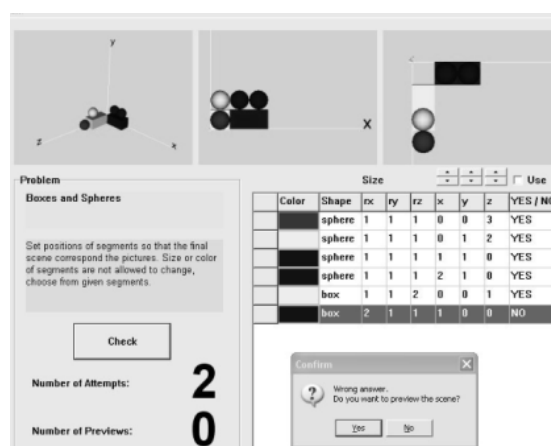 y
z
x
X
Problem
Size
Use
Boxes and Spheres
Set positions of segments so that the final
scene correspond the pictures. Size or color
of segments are not allowed to change,
choose from given segments.
Check
Number of Attempts: 2
Number of Previews: 0
Color Shape rx ry rz x y z YES / NO
sphere 1 1 1 0 0 3 YES
sphere 1 1 1 0 1 2 YES
sphere 1 1 1 1 1 0 YES
sphere 1 1 1 2 1 0 YES
box 1 1 2 0 0 1 YES
box 2 1 1 1 0 0 NO
Confirm
Wrong answer.
Do you want to preview the scene?
Yes No